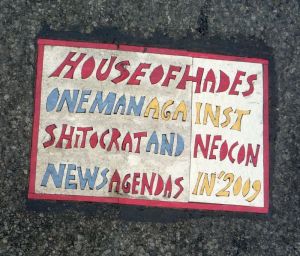 HOUSE OF HADES
ONE MAN AGAINST
SHITOCRAT AND NEOCON
NEWS AGENDAS IN '2009